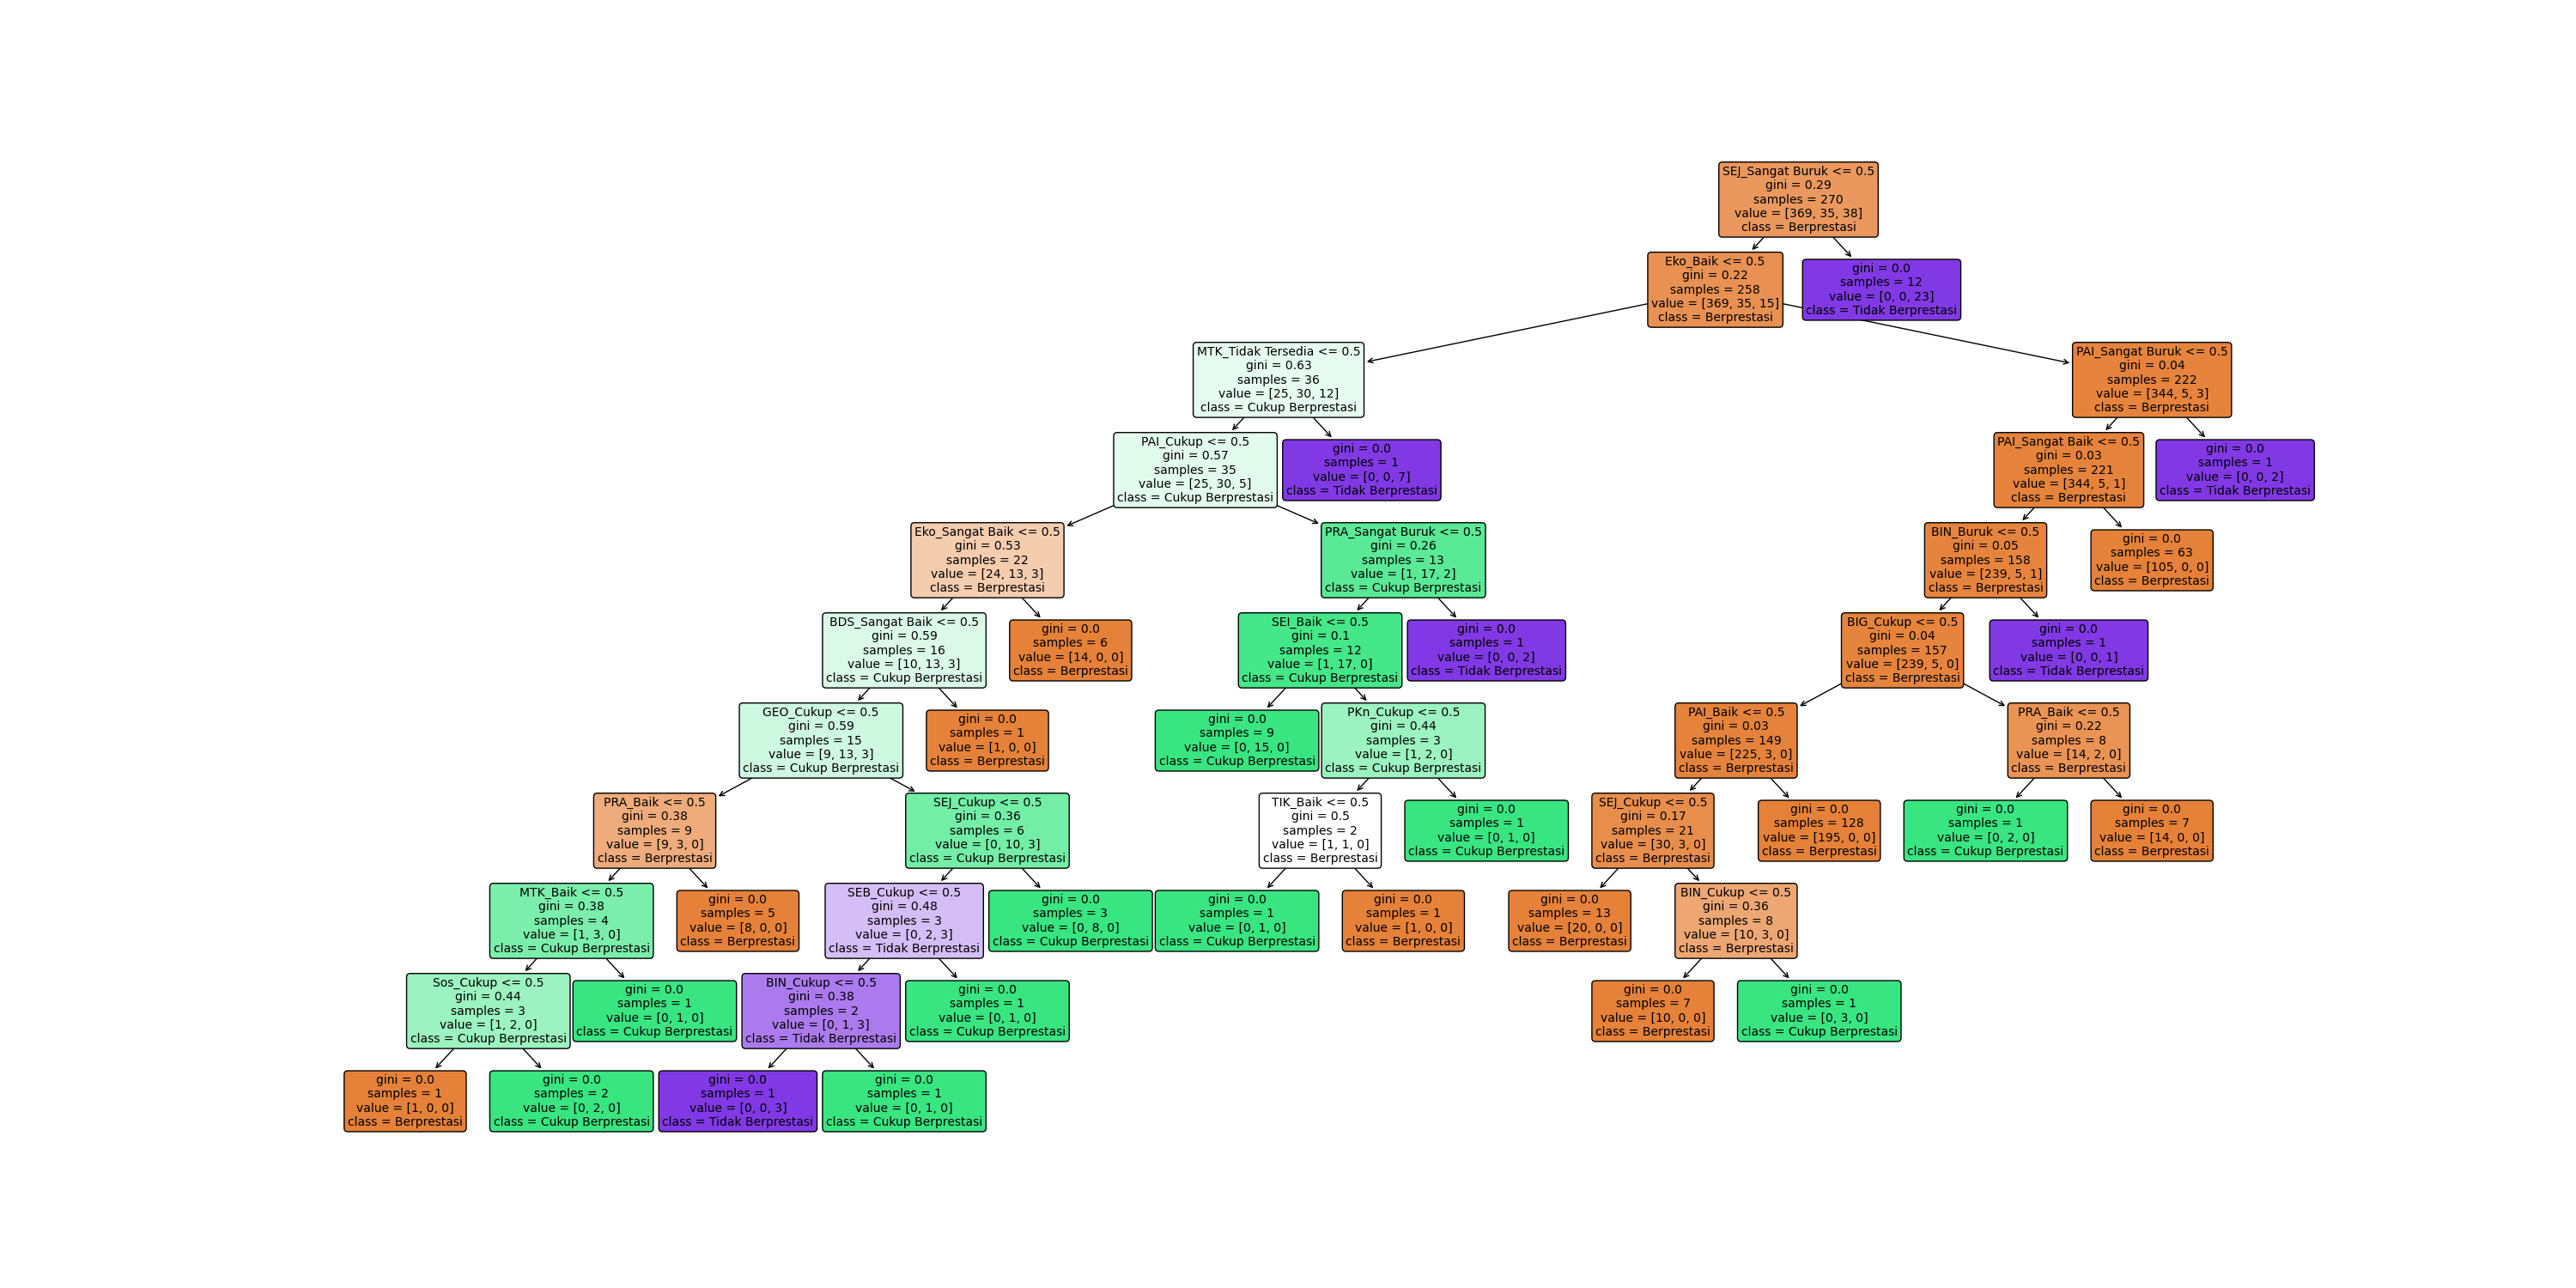 SEJ_Sangat Buruk <= 0.5
gini = 0.29
samples = 270
value = [369, 35, 38]
class = Berprestasi
Eko_Baik <= 0.5
gini = 0.22
samples = 258
value = [369, 35, 15]
class = Berprestasi
gini = 0.0
samples = 12
value = [0, 0, 23]
class = Tidak Berprestasi
MTK_Tidak Tersedia <= 0.5
gini = 0.63
samples = 36
value = [25, 30, 12]
class = Cukup Berprestasi
PAI_Sangat Buruk <= 0.5
gini = 0.04
samples = 222
value = [344, 5, 3]
class = Berprestasi
PAI_Cukup <= 0.5
gini = 0.57
samples = 35
value = [25, 30, 5]
class = Cukup Berprestasi
gini = 0.0
samples = 1
value = [0, 0, 7]
class = Tidak Berprestasi
PAI_Sangat Baik <= 0.5
gini = 0.03
samples = 221
value = [344, 5, 1]
class = Berprestasi
gini = 0.0
samples = 1
value = [0, 0, 2]
class = Tidak Berprestasi
Eko_Sangat Baik <= 0.5
gini = 0.53
samples = 22
value = [24, 13, 3]
class = Berprestasi
PRA_Sangat Buruk <= 0.5
gini = 0.26
samples = 13
value = [1, 17, 2]
class = Cukup Berprestasi
BIN_Buruk <= 0.5
gini = 0.05
samples = 158
value = [239, 5, 1]
class = Berprestasi
gini = 0.0
samples = 63
value = [105, 0, 0]
class = Berprestasi
BDS_Sangat Baik <= 0.5
gini = 0.59
samples = 16
value = [10, 13, 3]
class = Cukup Berprestasi
gini = 0.0
samples = 6
value = [14, 0, 0]
class = Berprestasi
SEI_Baik <= 0.5
gini = 0.1
samples = 12
value = [1, 17, 0]
class = Cukup Berprestasi
gini = 0.0
samples = 1
value = [0, 0, 2]
class = Tidak Berprestasi
BIG_Cukup <= 0.5
gini = 0.04
samples = 157
value = [239, 5, 0]
class = Berprestasi
gini = 0.0
samples = 1
value = [0, 0, 1]
class = Tidak Berprestasi
GEO_Cukup <= 0.5
gini = 0.59
samples = 15
value = [9, 13, 3]
class = Cukup Berprestasi
gini = 0.0
samples = 1
value = [1, 0, 0]
class = Berprestasi
gini = 0.0
samples = 9
value = [0, 15, 0]
class = Cukup Berprestasi
PKn_Cukup <= 0.5
gini = 0.44
samples = 3
value = [1, 2, 0]
class = Cukup Berprestasi
PAI_Baik <= 0.5
gini = 0.03
samples = 149
value = [225, 3, 0]
class = Berprestasi
PRA_Baik <= 0.5
gini = 0.22
samples = 8
value = [14, 2, 0]
class = Berprestasi
PRA_Baik <= 0.5
gini = 0.38
samples = 9
value = [9, 3, 0]
class = Berprestasi
SEJ_Cukup <= 0.5
gini = 0.36
samples = 6
value = [0, 10, 3]
class = Cukup Berprestasi
TIK_Baik <= 0.5
gini = 0.5
samples = 2
value = [1, 1, 0]
class = Berprestasi
gini = 0.0
samples = 1
value = [0, 1, 0]
class = Cukup Berprestasi
SEJ_Cukup <= 0.5
gini = 0.17
samples = 21
value = [30, 3, 0]
class = Berprestasi
gini = 0.0
samples = 128
value = [195, 0, 0]
class = Berprestasi
gini = 0.0
samples = 1
value = [0, 2, 0]
class = Cukup Berprestasi
gini = 0.0
samples = 7
value = [14, 0, 0]
class = Berprestasi
MTK_Baik <= 0.5
gini = 0.38
samples = 4
value = [1, 3, 0]
class = Cukup Berprestasi
gini = 0.0
samples = 5
value = [8, 0, 0]
class = Berprestasi
SEB_Cukup <= 0.5
gini = 0.48
samples = 3
value = [0, 2, 3]
class = Tidak Berprestasi
gini = 0.0
samples = 3
value = [0, 8, 0]
class = Cukup Berprestasi
gini = 0.0
samples = 1
value = [0, 1, 0]
class = Cukup Berprestasi
gini = 0.0
samples = 1
value = [1, 0, 0]
class = Berprestasi
gini = 0.0
samples = 13
value = [20, 0, 0]
class = Berprestasi
BIN_Cukup <= 0.5
gini = 0.36
samples = 8
value = [10, 3, 0]
class = Berprestasi
Sos_Cukup <= 0.5
gini = 0.44
samples = 3
value = [1, 2, 0]
class = Cukup Berprestasi
gini = 0.0
samples = 1
value = [0, 1, 0]
class = Cukup Berprestasi
BIN_Cukup <= 0.5
gini = 0.38
samples = 2
value = [0, 1, 3]
class = Tidak Berprestasi
gini = 0.0
samples = 1
value = [0, 1, 0]
class = Cukup Berprestasi
gini = 0.0
samples = 7
value = [10, 0, 0]
class = Berprestasi
gini = 0.0
samples = 1
value = [0, 3, 0]
class = Cukup Berprestasi
gini = 0.0
samples = 1
value = [1, 0, 0]
class = Berprestasi
gini = 0.0
samples = 2
value = [0, 2, 0]
class = Cukup Berprestasi
gini = 0.0
samples = 1
value = [0, 0, 3]
class = Tidak Berprestasi
gini = 0.0
samples = 1
value = [0, 1, 0]
class = Cukup Berprestasi